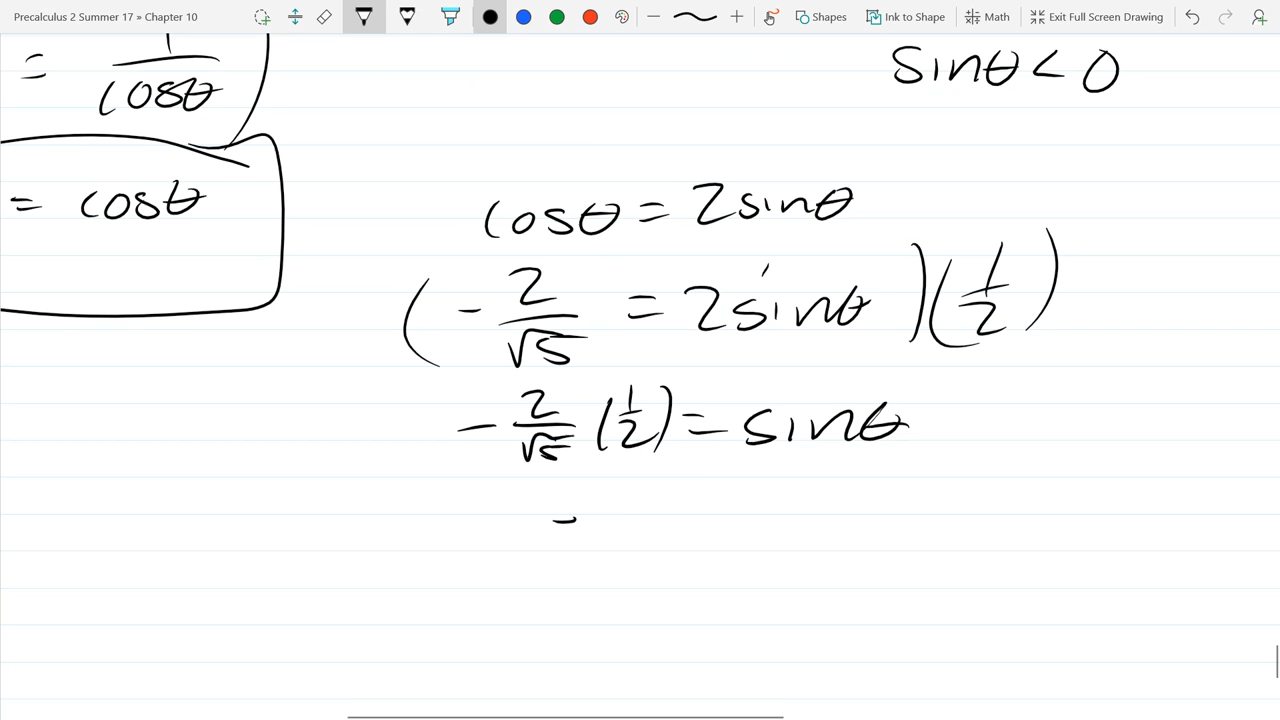 Precalculus 2 Summer 17 » Chapter 10
Shapes
Ink to Shape
Math
Exit Full Screen Drawing
= 1/cosθ
sinθ < 0
= cosθ
cosθ = 2sinθ
(-2/√5 = 2sinθ)(1/2)
-2/√5 (1/2) = sinθ
-